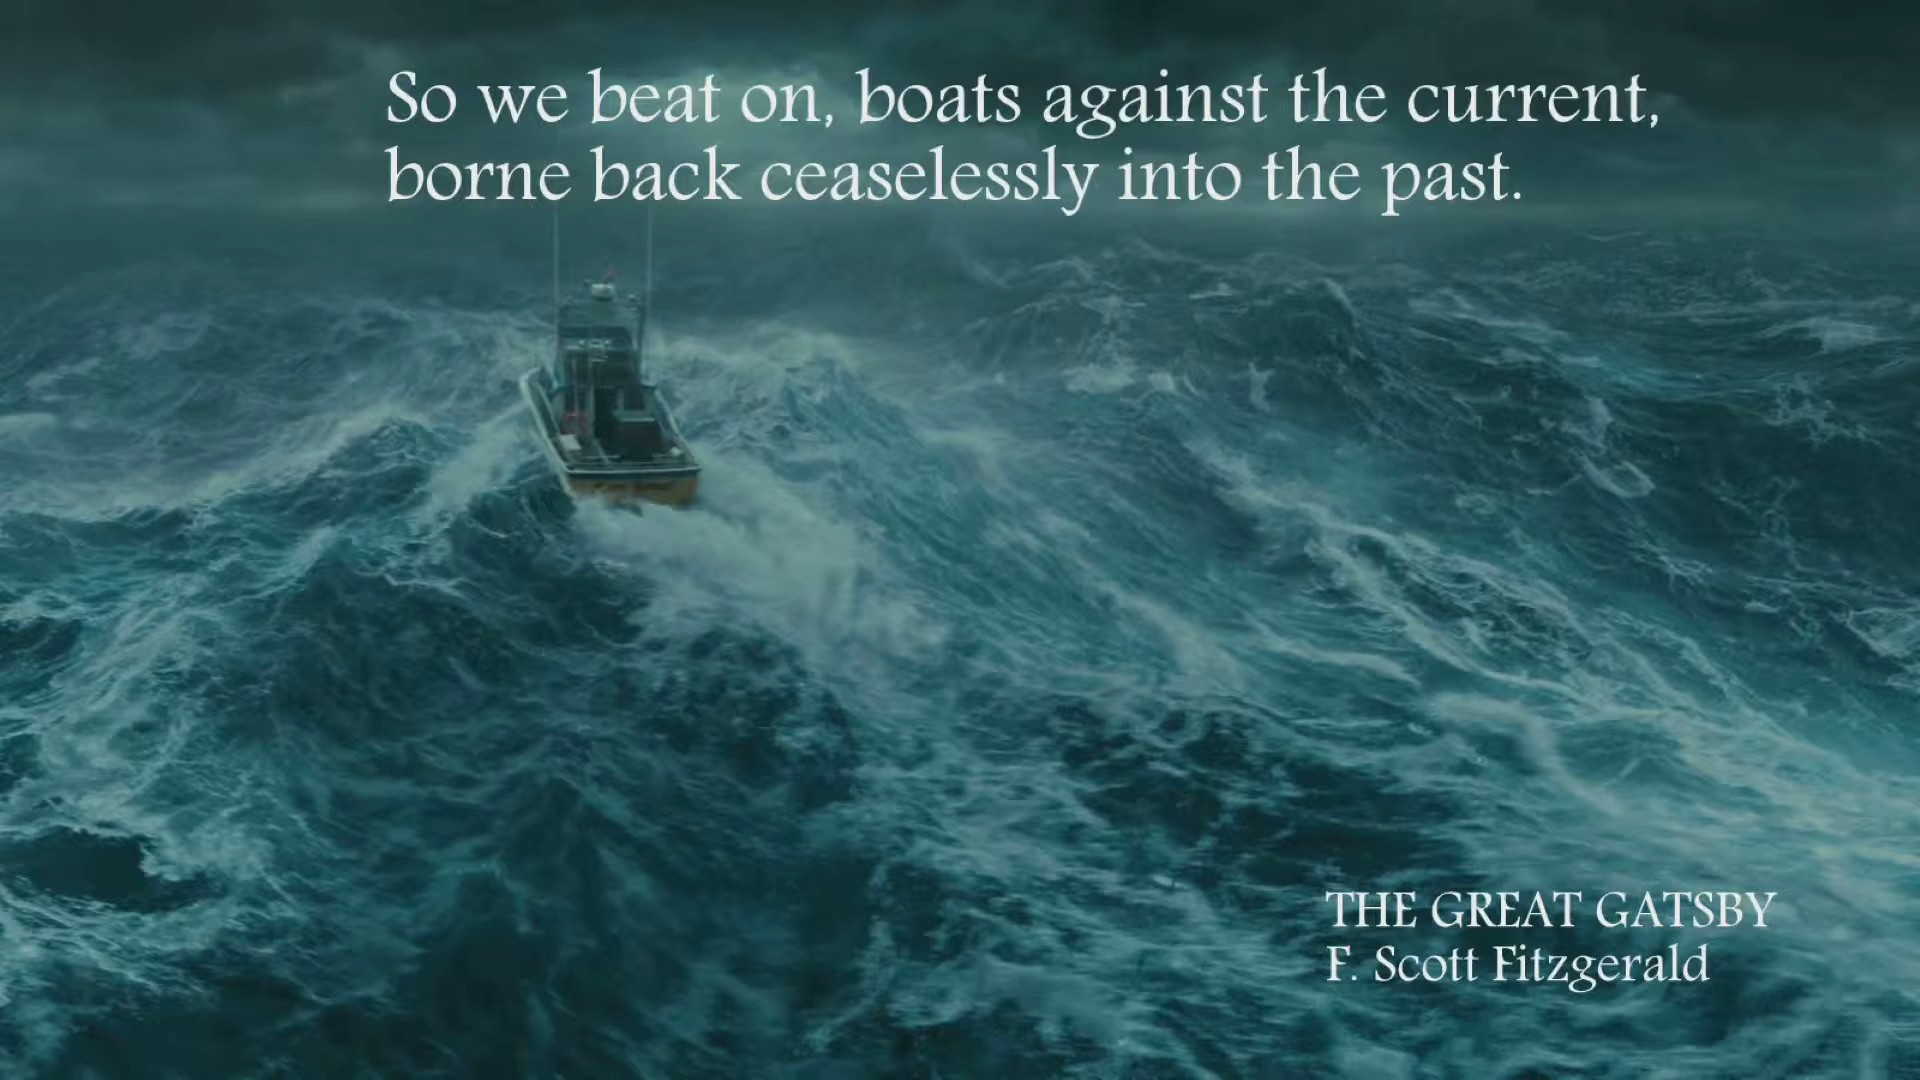 So we beat on, boats against the current,
borne back ceaselessly into the past.
THE GREAT GATSBY
F. Scott Fitzgerald